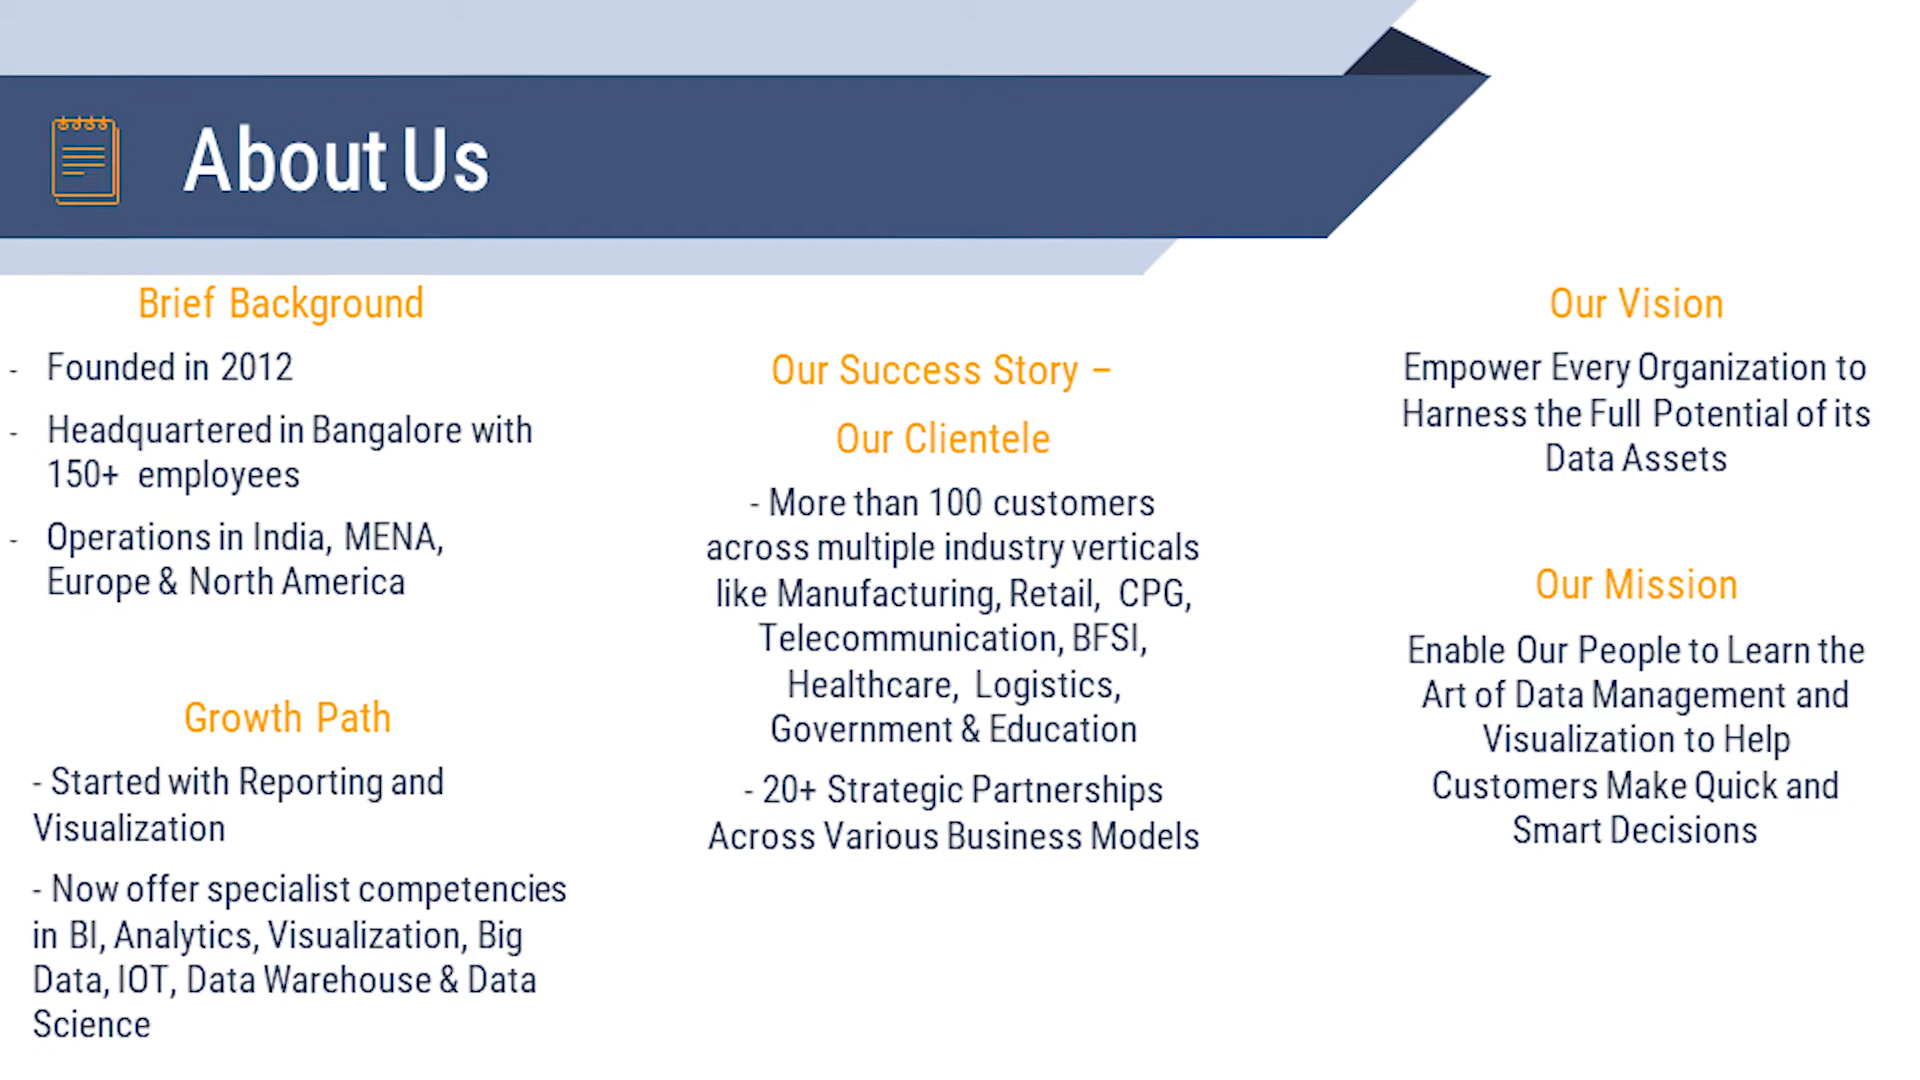 About Us
Brief Background
- Founded in 2012
- Headquartered in Bangalore with
150+ employees
- Operations in India, MENA,
Europe & North America
Growth Path
- Started with Reporting and
Visualization
- Now offer specialist competencies
in BI, Analytics, Visualization, Big
Data, IOT, Data Warehouse & Data
Science
Our Success Story –
Our Clientele
- More than 100 customers
across multiple industry verticals
like Manufacturing, Retail, CPG,
Telecommunication, BFSI,
Healthcare, Logistics,
Government & Education
- 20+ Strategic Partnerships
Across Various Business Models
Our Vision
Empower Every Organization to
Harness the Full Potential of its
Data Assets
Our Mission
Enable Our People to Learn the
Art of Data Management and
Visualization to Help
Customers Make Quick and
Smart Decisions